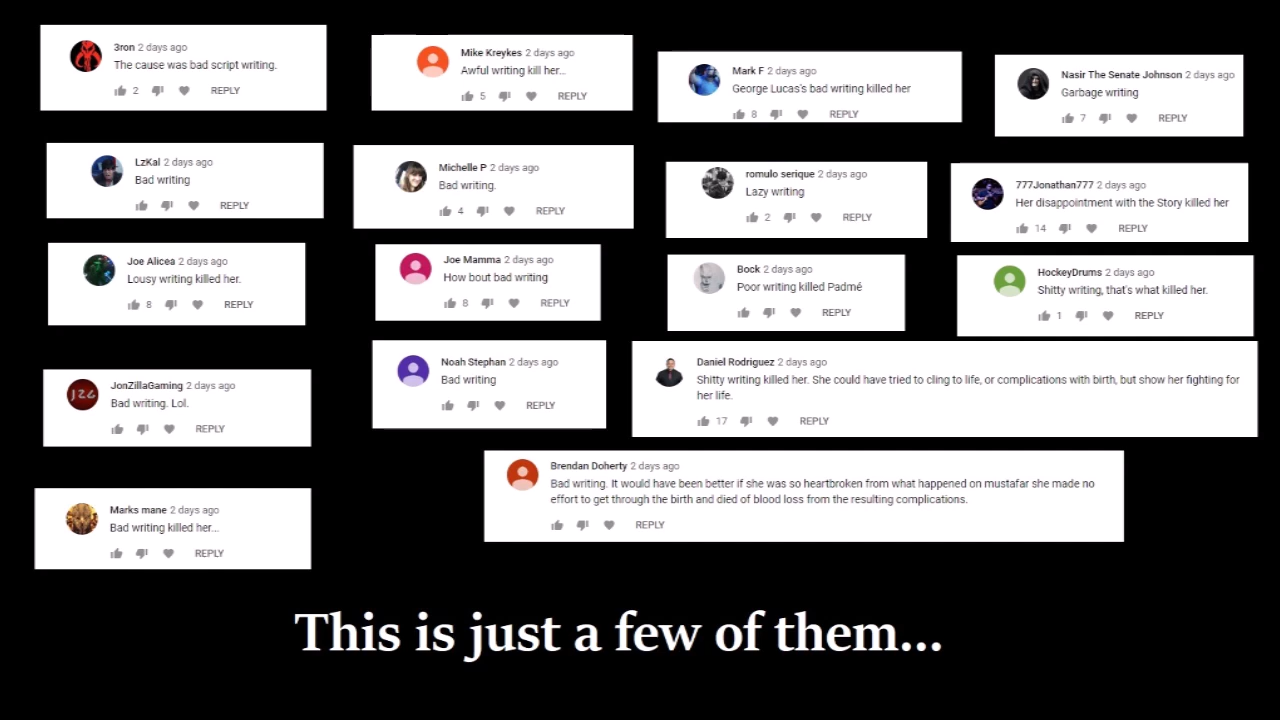 3ron 2 days ago
The cause was bad script writing.
2 REPLY
Mike Kreykes 2 days ago
Awful writing kill her...
5 REPLY
Mark F 2 days ago
George Lucas's bad writing killed her
8 REPLY
Nasir The Senate Johnson 2 days ago
Garbage writing
7 REPLY
LzKal 2 days ago
Bad writing
REPLY
Michelle P 2 days ago
Bad writing.
4 REPLY
romulo serique 2 days ago
Lazy writing
2 REPLY
777Jonathan777 2 days ago
Her disappointment with the Story killed her
14 REPLY
Joe Alicea 2 days ago
Lousy writing killed her.
8 REPLY
Joe Mamma 2 days ago
How bout bad writing
8 REPLY
Bock 2 days ago
Poor writing killed Padmé
REPLY
HockeyDrums 2 days ago
Shitty writing, that's what killed her.
1 REPLY
JonZillaGaming 2 days ago
Bad writing. Lol.
REPLY
Noah Stephan 2 days ago
Bad writing
REPLY
Daniel Rodriguez 2 days ago
Shitty writing killed her. She could have tried to cling to life, or complications with birth, but show her fighting for
her life.
17 REPLY
Marks mane 2 days ago
Bad writing killed her...
REPLY
Brendan Doherty 2 days ago
Bad writing. It would have been better if she was so heartbroken from what happened on mustafar she made no
effort to get through the birth and died of blood loss from the resulting complications.
REPLY
This is just a few of them...